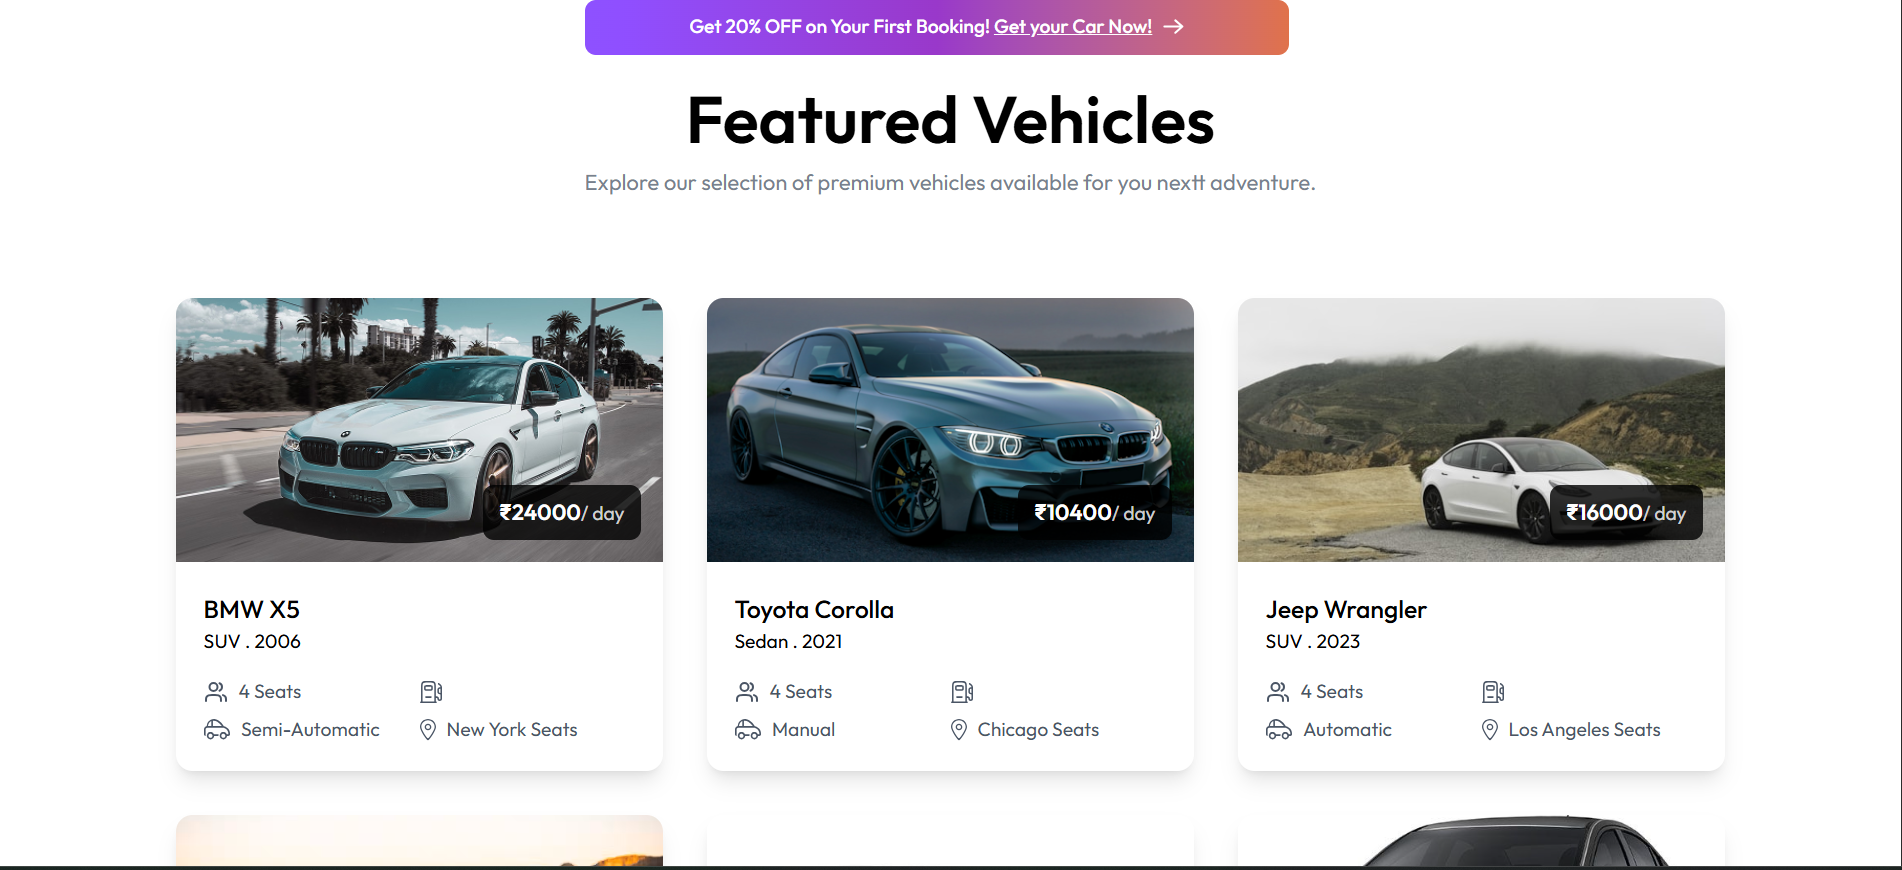 Get 20% OFF on Your First Booking! Get your Car Now!
Featured Vehicles
Explore our selection of premium vehicles available for you nextt adventure.
₹24000/ day
BMW X5
SUV . 2006
4 Seats
Semi-Automatic
New York Seats
₹10400/ day
Toyota Corolla
Sedan . 2021
4 Seats
Manual
Chicago Seats
₹16000/ day
Jeep Wrangler
SUV . 2023
4 Seats
Automatic
Los Angeles Seats